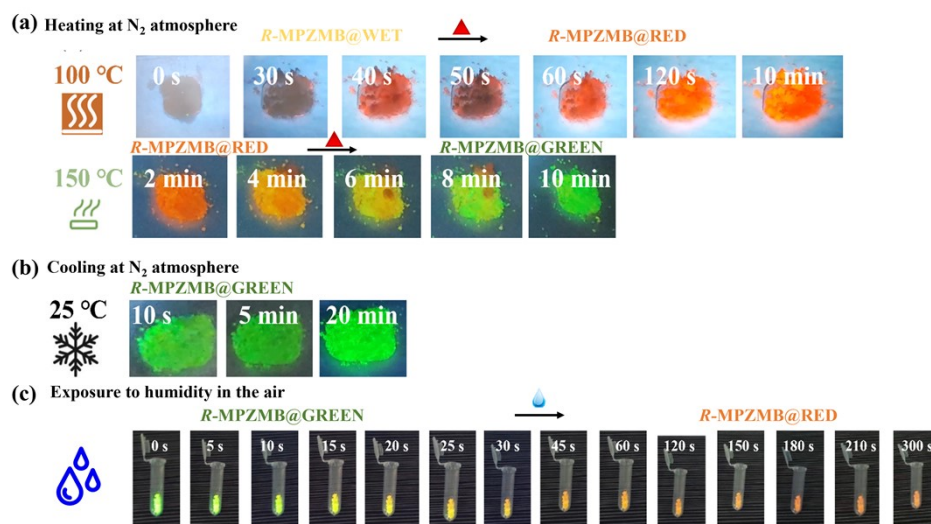 (a) Heating at N₂ atmosphere
R-MPZMB@WET R-MPZMB@RED
100 ℃
0 s 30 s 40 s 50 s 60 s 120 s 10 min
R-MPZMB@RED R-MPZMB@GREEN
150 ℃
2 min 4 min 6 min 8 min 10 min
(b) Cooling at N₂ atmosphere
R-MPZMB@GREEN
25 ℃
10 s 5 min 20 min
(c) Exposure to humidity in the air
R-MPZMB@GREEN R-MPZMB@RED
0 s 5 s 10 s 15 s 20 s 25 s 30 s 45 s 60 s 120 s 150 s 180 s 210 s 300 s